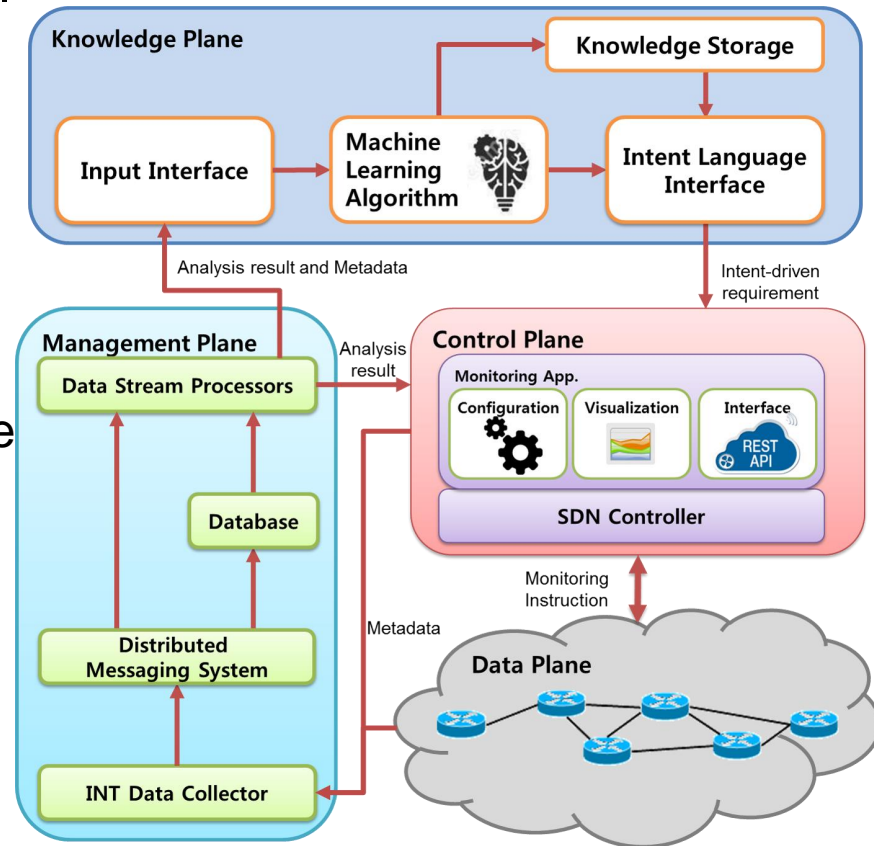 Knowledge Plane
Knowledge Storage
Input Interface
Machine
Learning
Algorithm
Intent Language
Interface
Analysis result and Metadata
Intent-driven
requirement
Management Plane
Data Stream Processors
Analysis
result
Control Plane
Monitoring App.
Configuration
Visualization
Interface
REST
API
SDN Controller
e
Database
Distributed
Messaging System
INT Data Collector
Monitoring
Instruction
Metadata
Data Plane